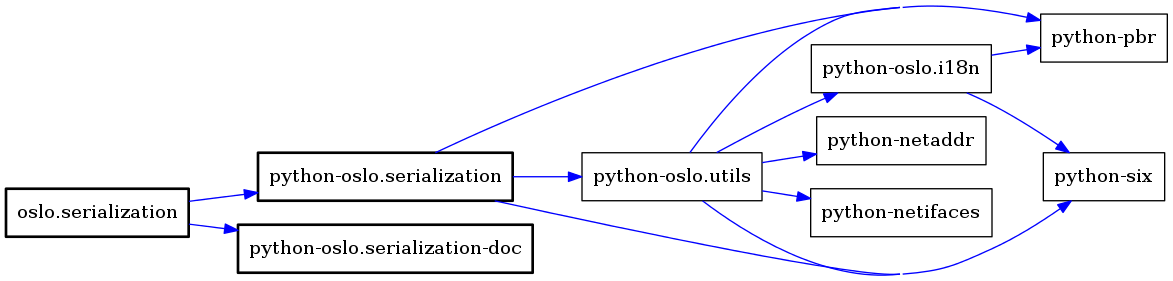 oslo.serialization
python-oslo.serialization
python-oslo.serialization-doc
python-oslo.utils
python-oslo.i18n
python-netaddr
python-netifaces
python-pbr
python-six